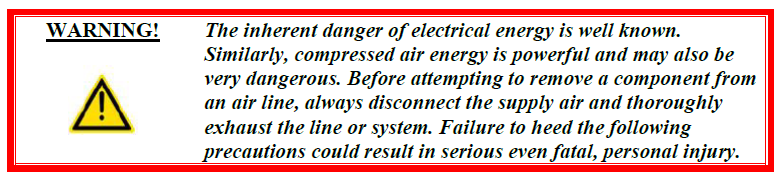 WARNING!
The inherent danger of electrical energy is well known.
Similarly, compressed air energy is powerful and may also be
very dangerous. Before attempting to remove a component from
an air line, always disconnect the supply air and thoroughly
exhaust the line or system. Failure to heed the following
precautions could result in serious even fatal, personal injury.